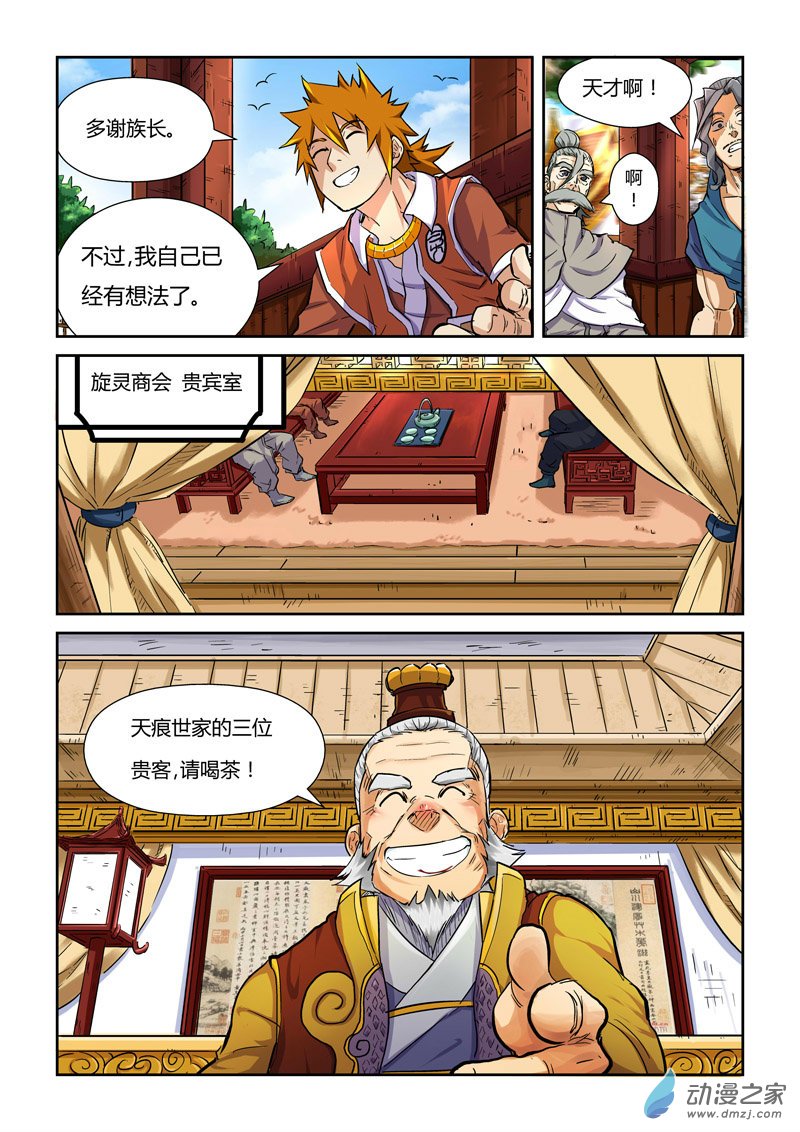 多谢族长。
不过,我自己已
经有想法了。
天才啊！
啊！
旋灵商会 贵宾室
天痕世家的三位
贵客,请喝茶！
动漫之家
www.dmzj.com